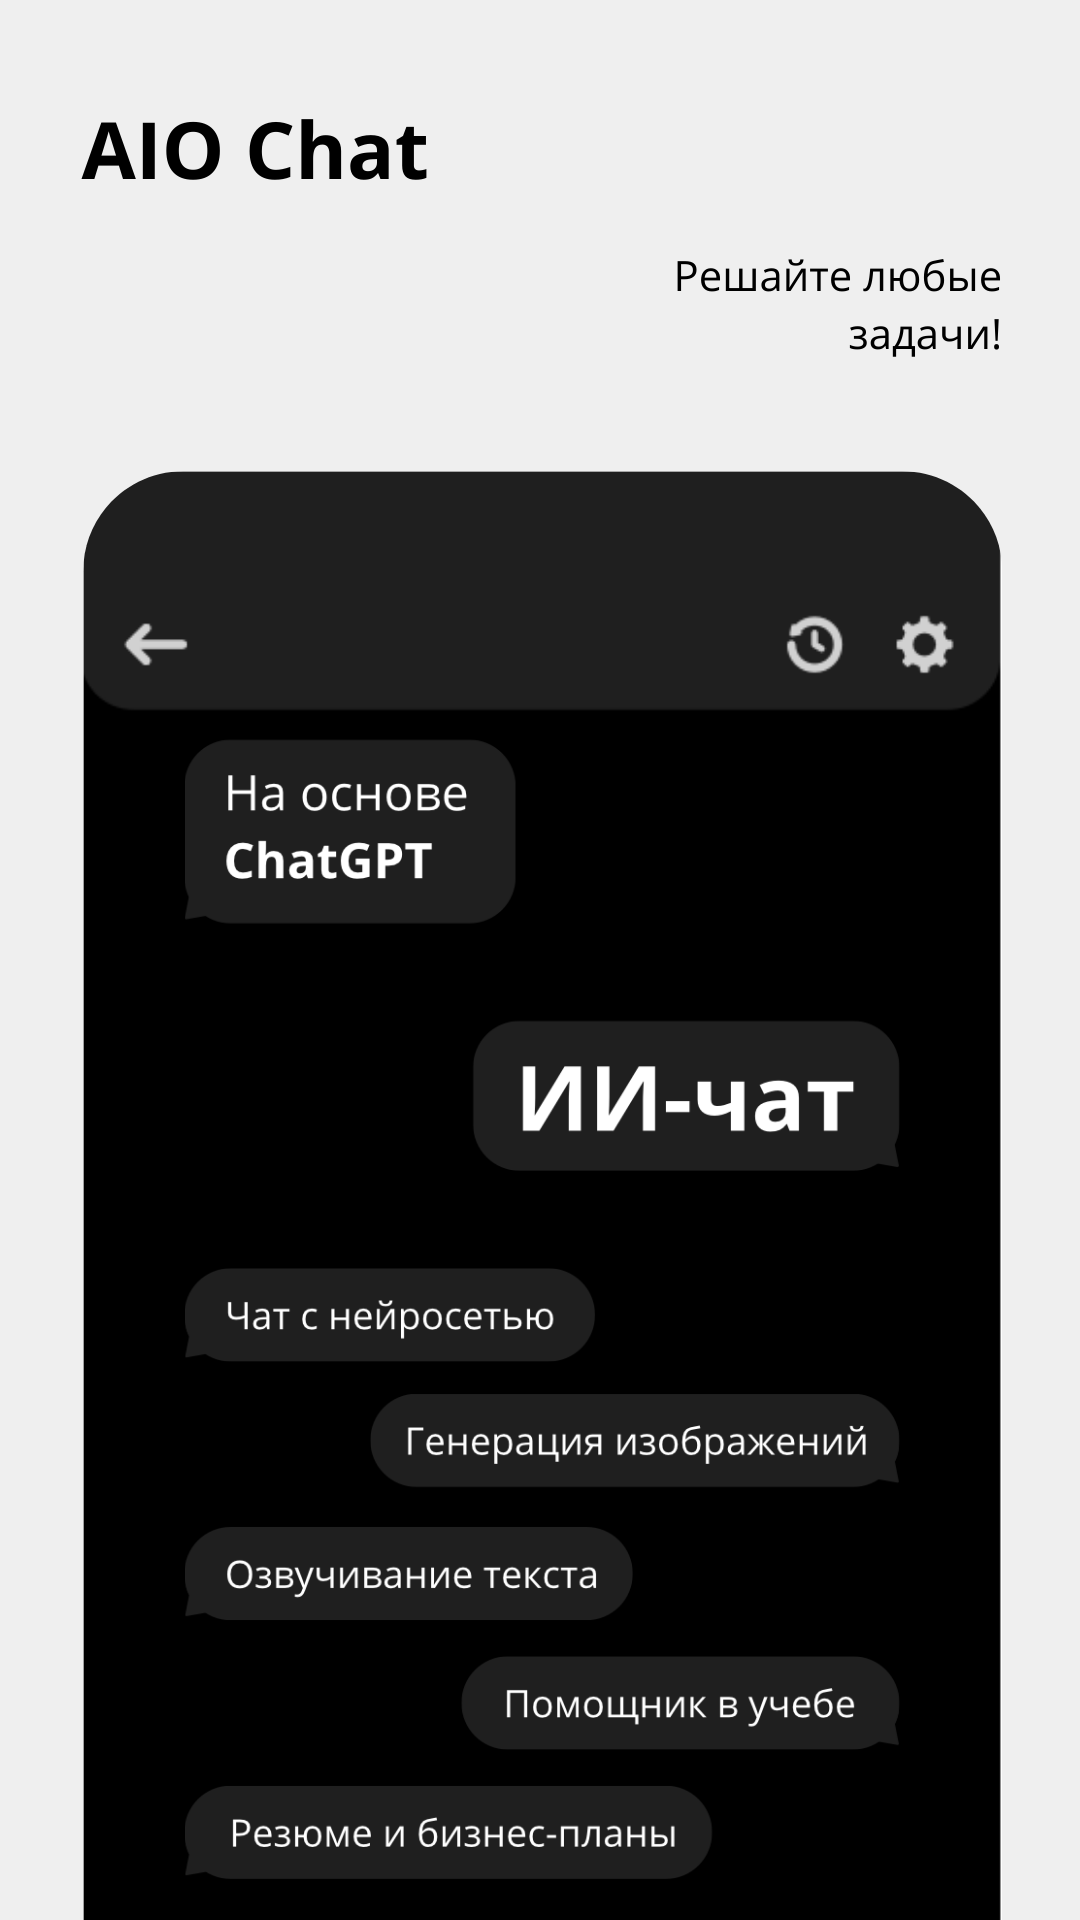 AIO Chat
Решайте любые
задачи!
На основе
ChatGPT
ИИ-чат
Чат с нейросетью
Генерация изображений
Озвучивание текста
Помощник в учебе
Резюме и бизнес-планы